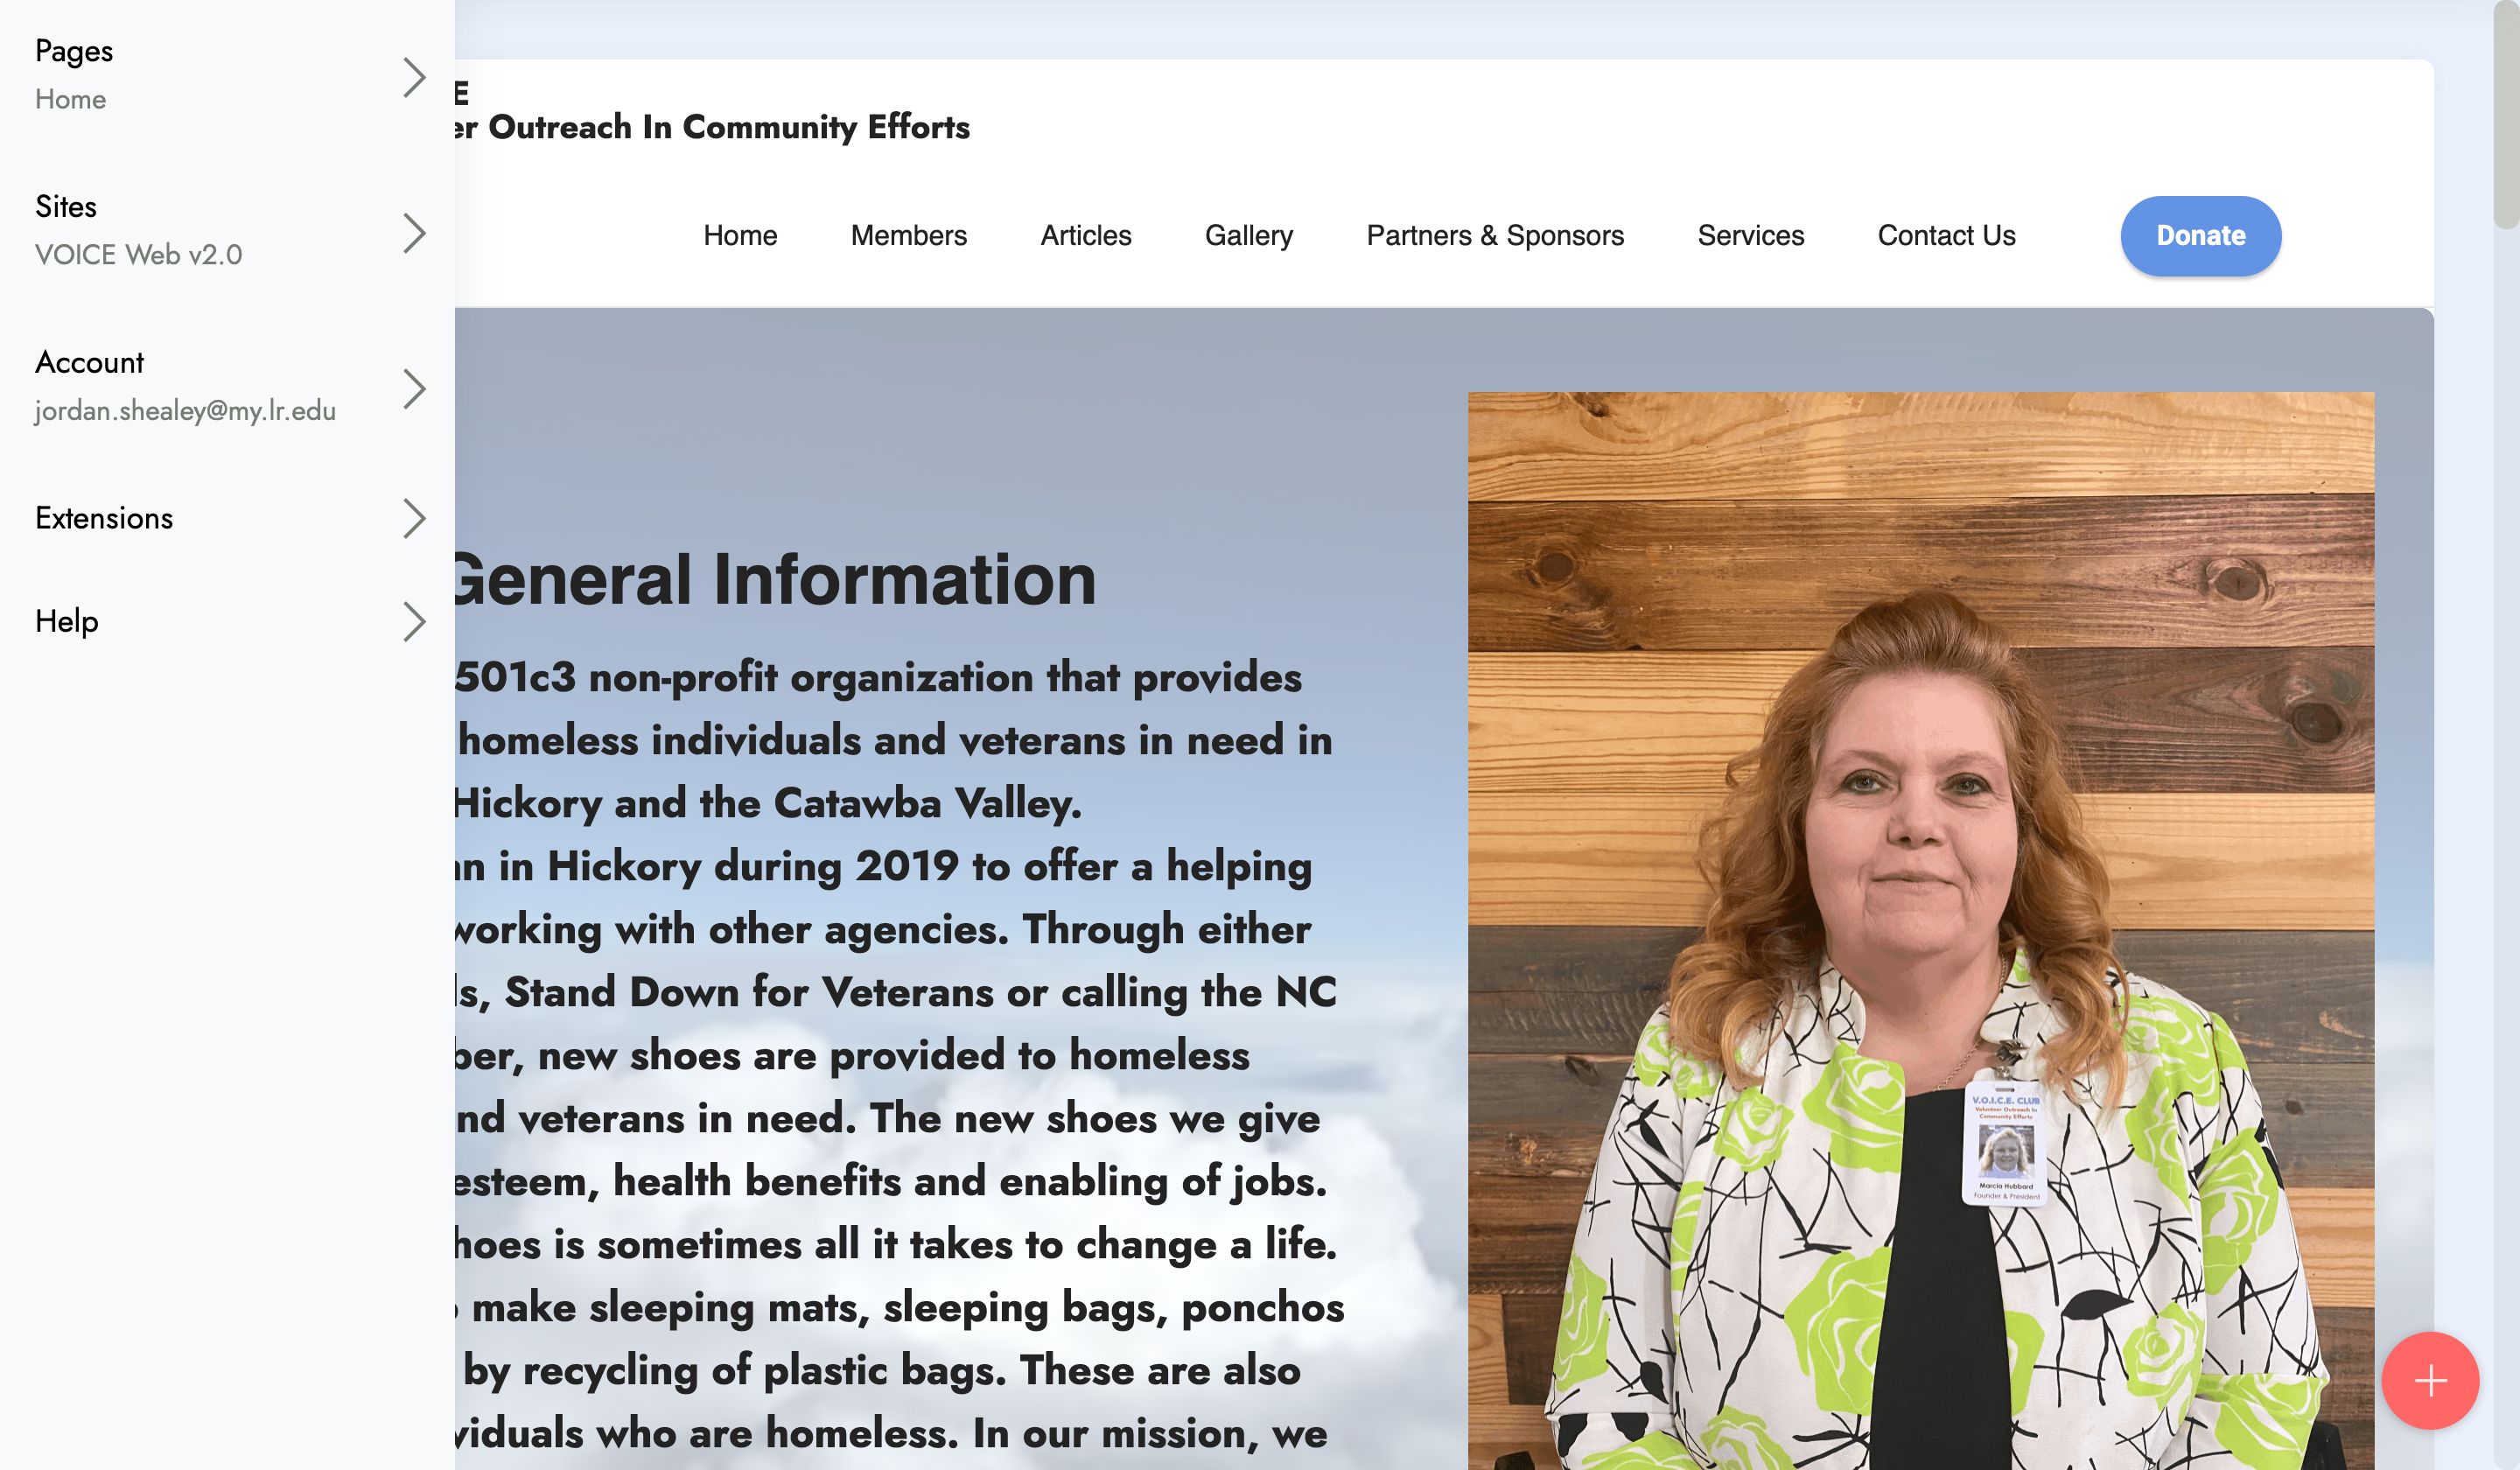 Pages
Home
Sites
VOICE Web v2.0
Account
jordan.shealey@my.lr.edu
Extensions
Help
E
er Outreach In Community Efforts
Home Members Articles Gallery Partners & Sponsors Services Contact Us Donate
General Information
501c3 non-profit organization that provides
homeless individuals and veterans in need in
Hickory and the Catawba Valley.
an in Hickory during 2019 to offer a helping
working with other agencies. Through either
ls, Stand Down for Veterans or calling the NC
ber, new shoes are provided to homeless
nd veterans in need. The new shoes we give
esteem, health benefits and enabling of jobs.
hoes is sometimes all it takes to change a life.
make sleeping mats, sleeping bags, ponchos
by recycling of plastic bags. These are also
viduals who are homeless. In our mission, we
V.O.I.C.E. CLUB
Volunteer Outreach In
Community Efforts
Marcia Hubbard
Founder & President